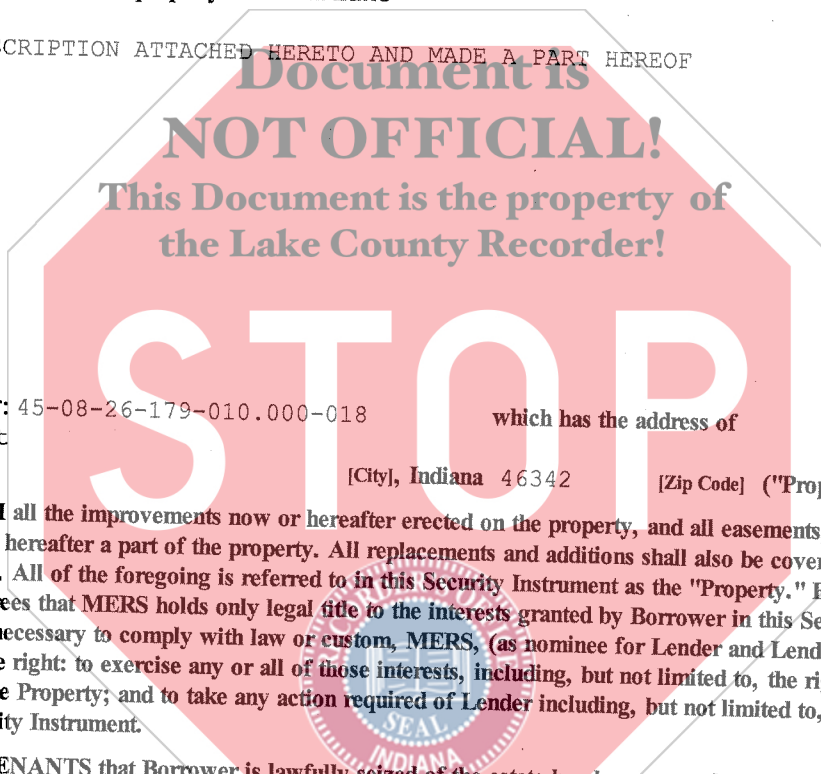 SCRIPTION ATTACHED HERETO AND MADE A PART HEREOF
Document is
NOT OFFICIAL!
This Document is the property of
the Lake County Recorder!
STOP
: 45-08-26-179-010.000-018 which has the address of
[City], Indiana 46342 [Zip Code] ("Prop
all the improvements now or hereafter erected on the property, and all easements
hereafter a part of the property. All replacements and additions shall also be cover
. All of the foregoing is referred to in this Security Instrument as the "Property."
ees that MERS holds only legal title to the interests granted by Borrower in this Se
necessary to comply with law or custom, MERS, (as nominee for Lender and Lend
e right: to exercise any or all of those interests, including, but not limited to, the ri
e Property; and to take any action required of Lender including, but not limited to,
ity Instrument.
SEAL
INDIANA
ENANTS that Borrower is lawfully seized of the estate